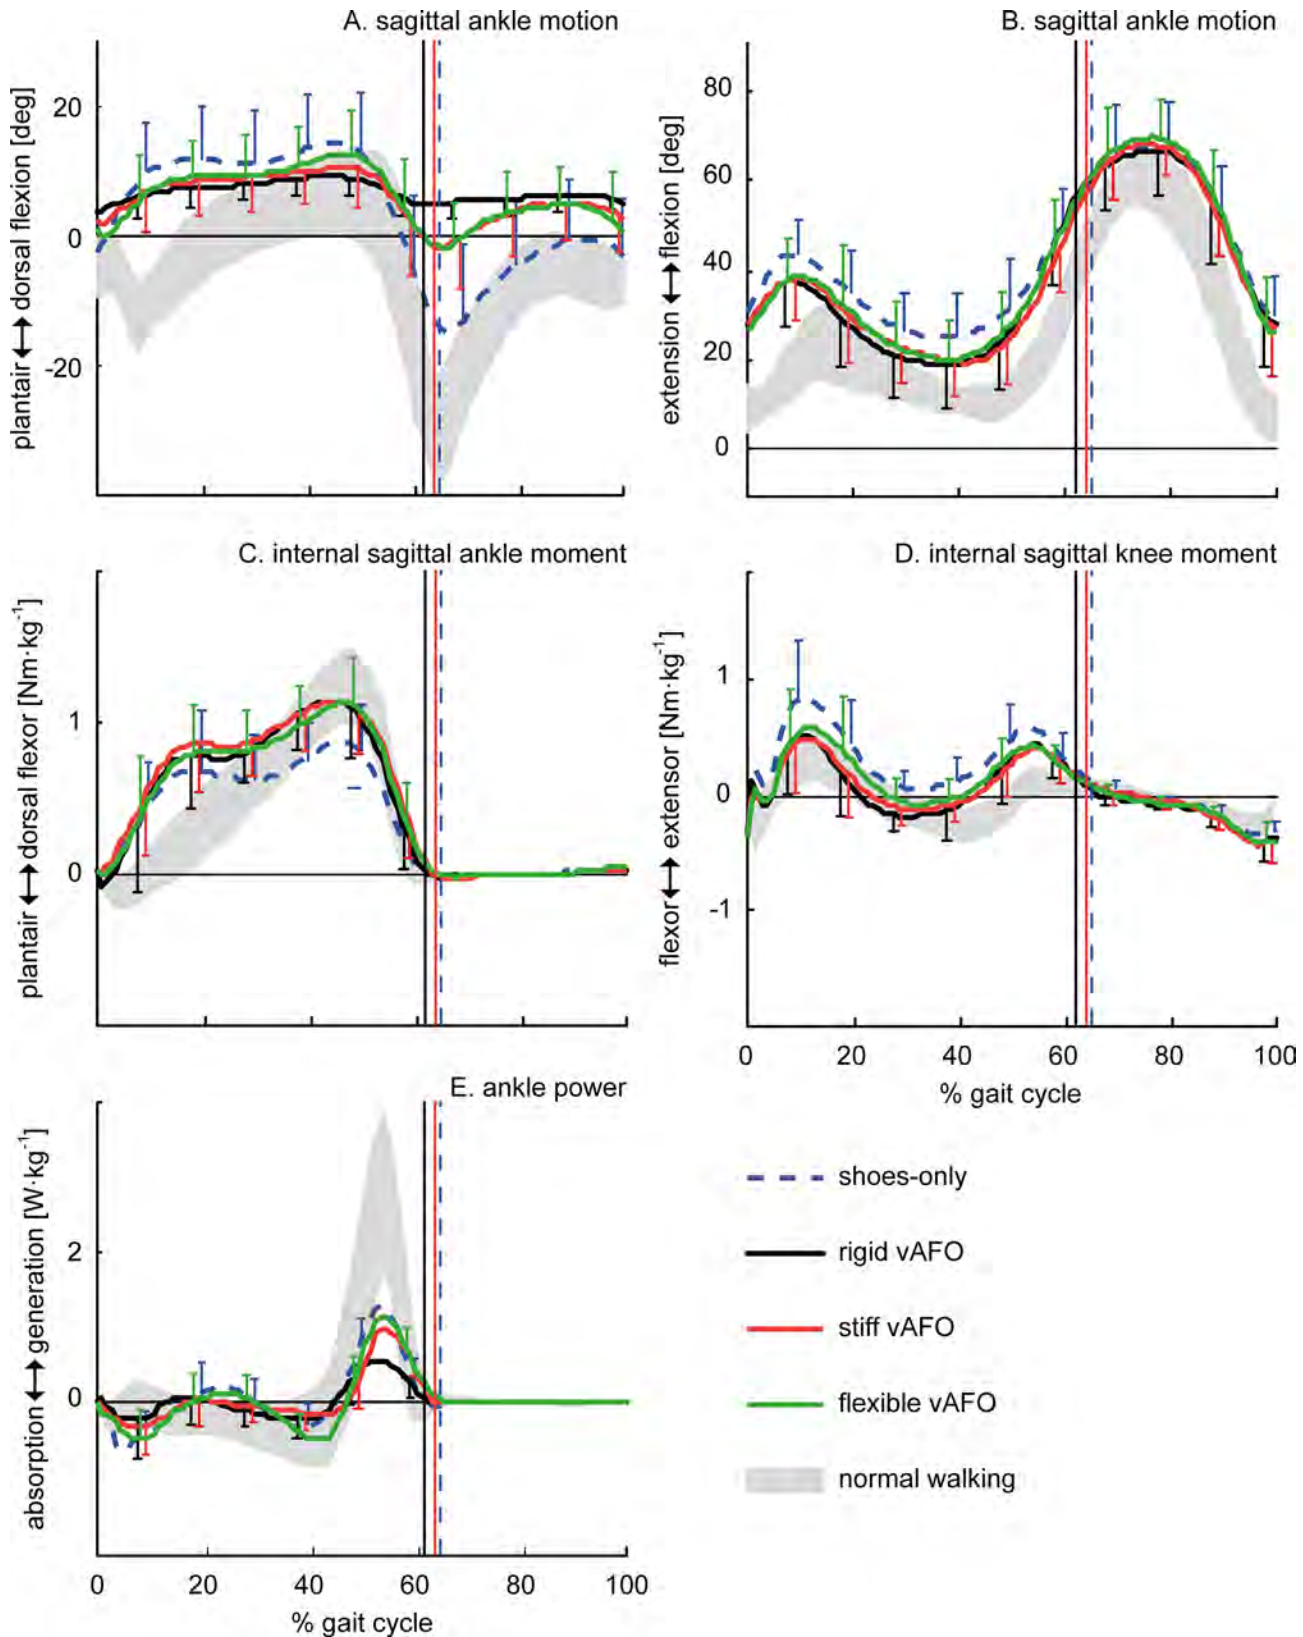 A. sagittal ankle motion
plantair ↔ dorsal flexion [deg]
20
0
-20
B. sagittal ankle motion
extension ↔ flexion [deg]
80
60
40
20
0
C. internal sagittal ankle moment
plantair ↔ dorsal flexor [Nm·kg⁻¹]
1
0
D. internal sagittal knee moment
flexor ↔ extensor [Nm·kg⁻¹]
1
0
-1
0 20 40 60 80 100
% gait cycle
E. ankle power
absorption ↔ generation [W·kg⁻¹]
2
0
0 20 40 60 80 100
% gait cycle
shoes-only
rigid vAFO
stiff vAFO
flexible vAFO
normal walking